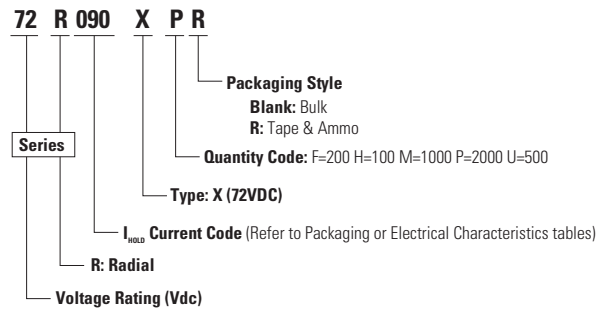 72 R 090 X P R
Packaging Style
Blank: Bulk
R: Tape & Ammo
Series
Quantity Code: F=200 H=100 M=1000 P=2000 U=500
Type: X (72VDC)
IHOLD Current Code (Refer to Packaging or Electrical Characteristics tables)
R: Radial
Voltage Rating (Vdc)